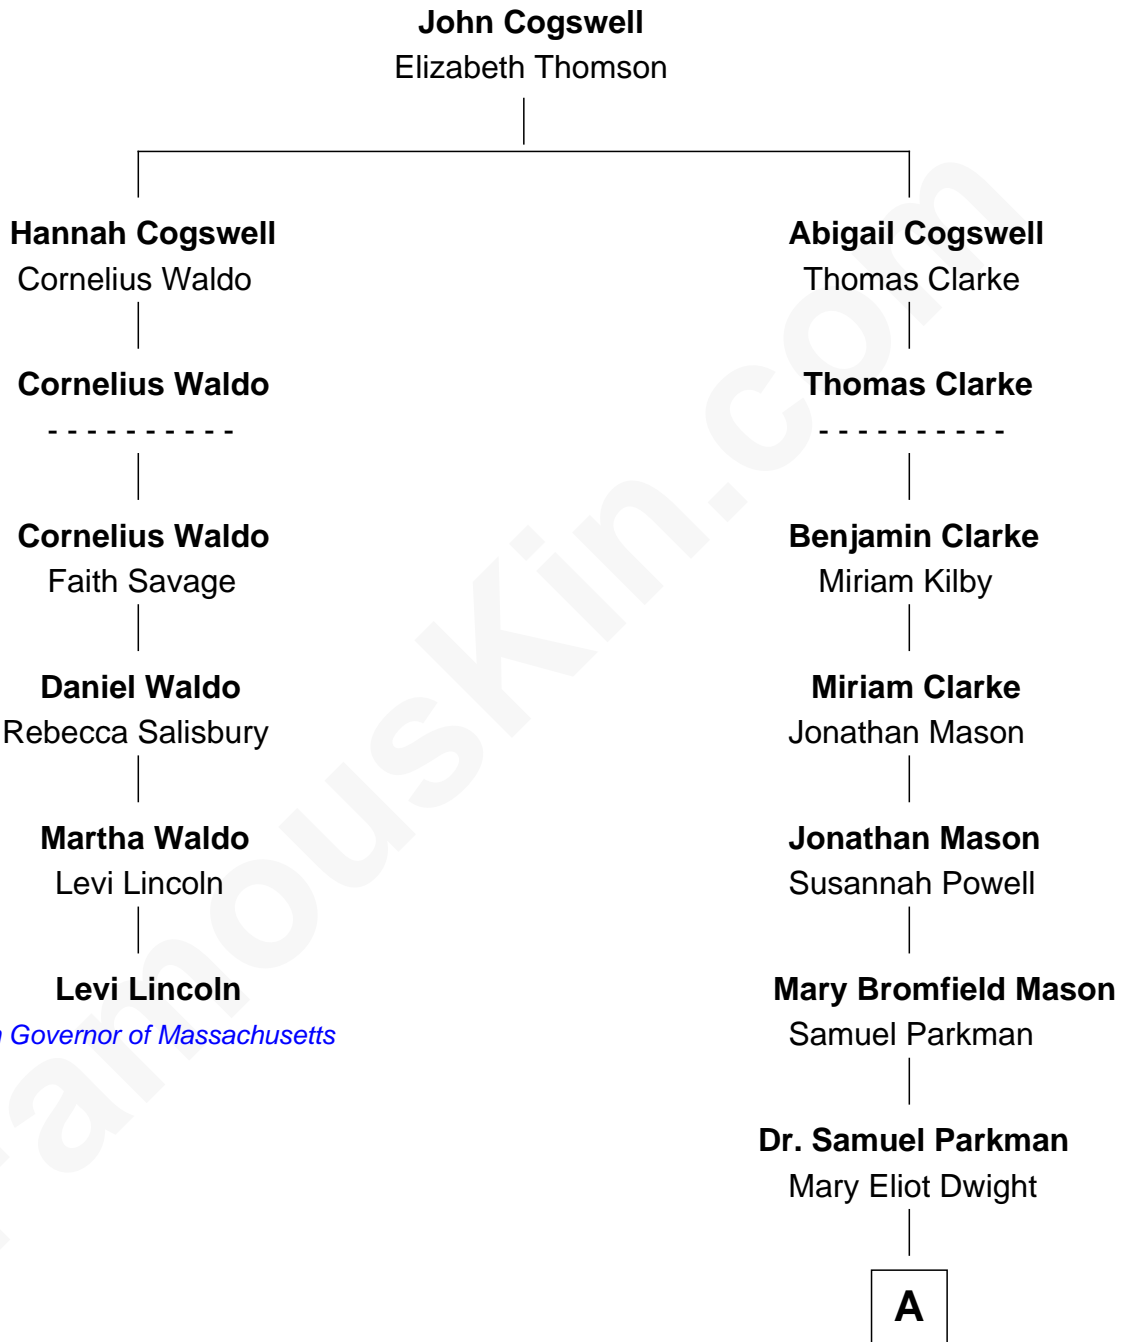 John Cogswell
Elizabeth Thomson
Hannah Cogswell
Cornelius Waldo
Abigail Cogswell
Thomas Clarke
Cornelius Waldo
- - - - - - - - - -
Thomas Clarke
- - - - - - - - - -
Cornelius Waldo
Faith Savage
Benjamin Clarke
Miriam Kilby
Daniel Waldo
Rebecca Salisbury
Miriam Clarke
Jonathan Mason
Martha Waldo
Levi Lincoln
Jonathan Mason
Susannah Powell
Levi Lincoln
Governor of Massachusetts
Mary Bromfield Mason
Samuel Parkman
Dr. Samuel Parkman
Mary Eliot Dwight
A
FamousKin.com